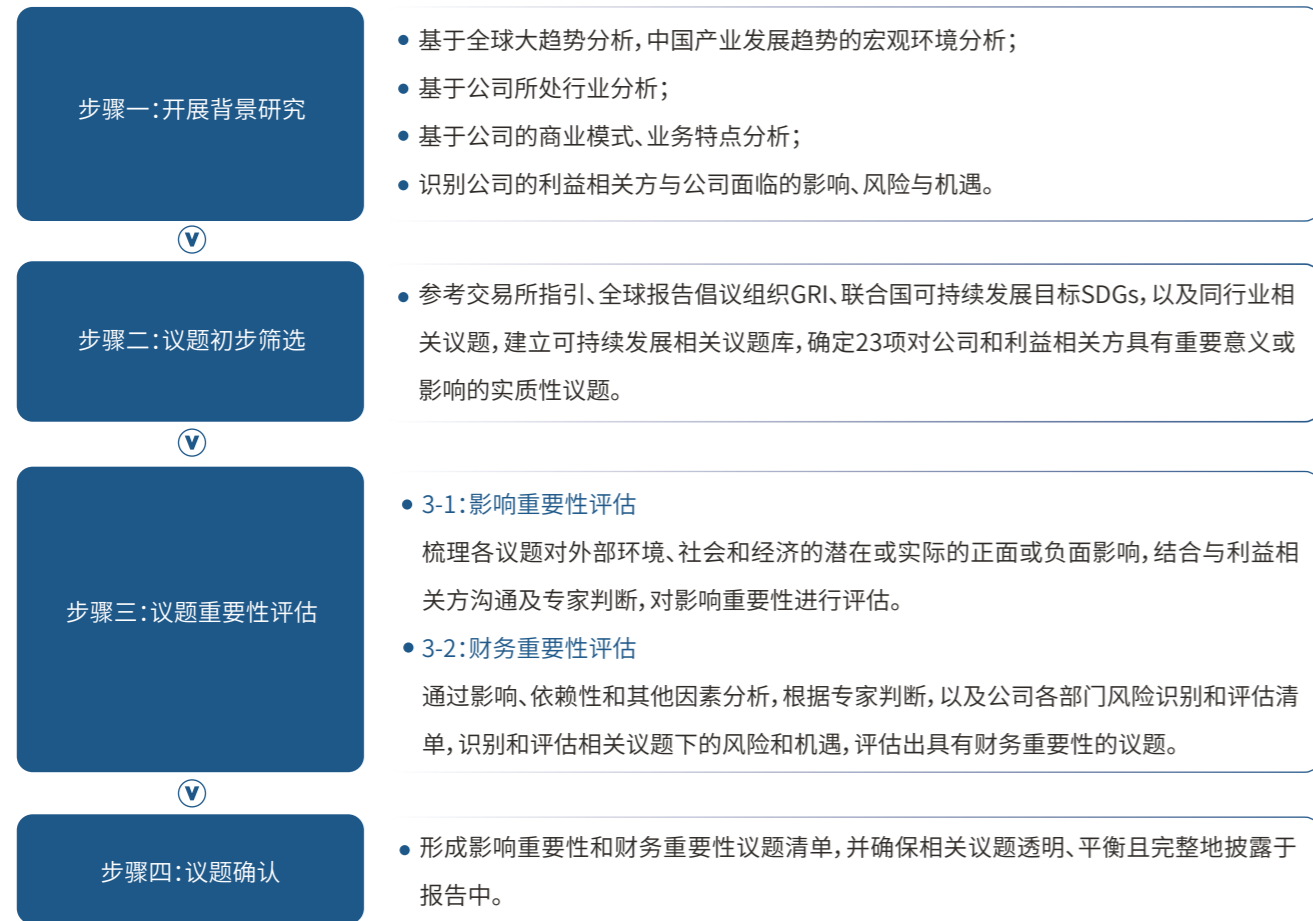 步骤一：开展背景研究
基于全球大趋势分析，中国产业发展趋势的宏观环境分析；
基于公司所处行业分析；
基于公司的商业模式、业务特点分析；
识别公司的利益相关方与公司面临的影响、风险与机遇。
步骤二：议题初步筛选
参考交易所指引、全球报告倡议组织GRI、联合国可持续发展目标SDGs，以及同行业相
关议题，建立可持续发展相关议题库，确定23项对公司和利益相关方具有重要意义或
影响的实质性议题。
步骤三：议题重要性评估
3-1：影响重要性评估
梳理各议题对外部环境、社会和经济的潜在或实际的正面或负面影响，结合与利益相
关方沟通及专家判断，对影响重要性进行评估。
3-2：财务重要性评估
通过影响、依赖性和其他因素分析，根据专家判断，以及公司各部门风险识别和评估清
单，识别和评估相关议题下的风险和机遇，评估出具有财务重要性的议题。
步骤四：议题确认
形成影响重要性和财务重要性议题清单，并确保相关议题透明、平衡且完整地披露于
报告中。